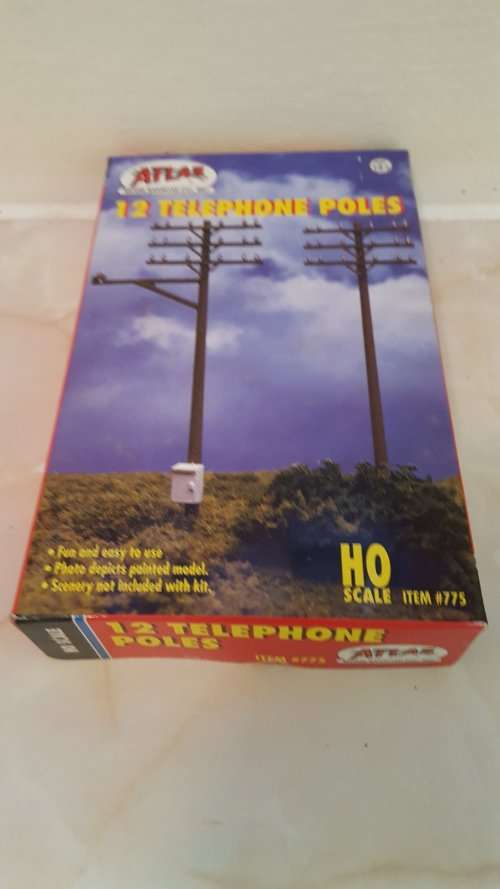 ATLAS
12 TELEPHONE POLES
• Fun and easy to use
• Photo depicts painted model.
• Scenery not included with kit.
HO
SCALE ITEM #775
12 TELEPHONE
POLES
ITEM #775
ATLAS